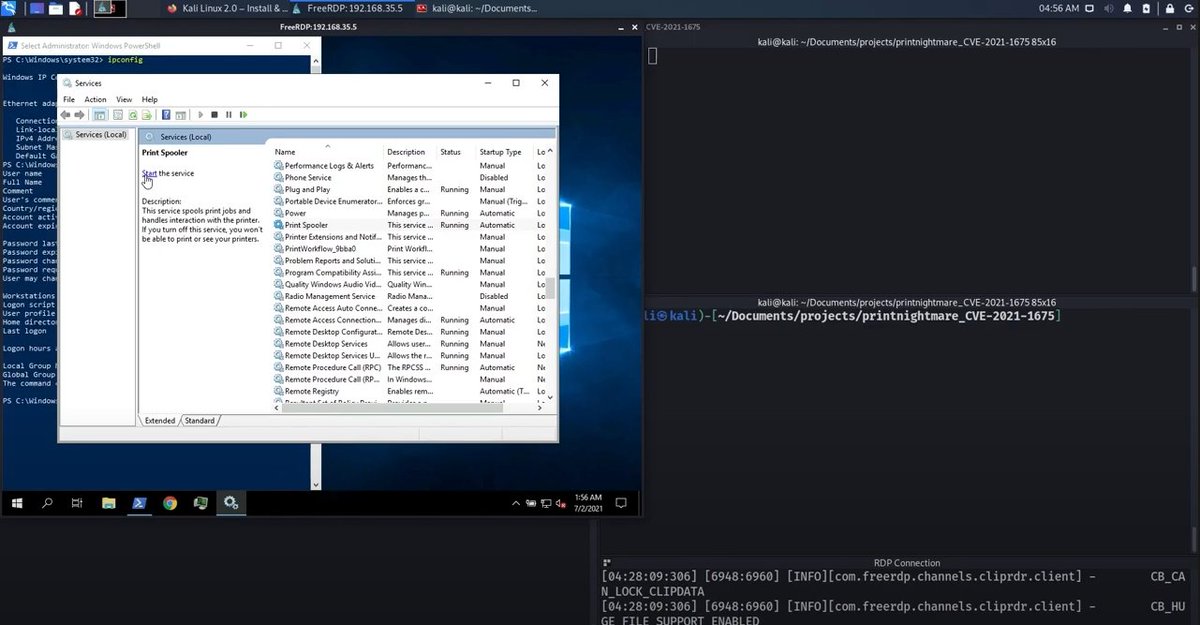 Kali Linux 2.0 – Install & ...
FreeRDP: 192.168.35.5
kali@kali: ~/Documents...
04:56 AM
FreeRDP: 192.168.35.5
CVE-2021-1675
Select Administrator: Windows PowerShell
PS C:\Windows\system32> ipconfig
Windows IP C
Ethernet ada
Connectio
Link-loca
IPv4 Addr
Subnet Ma
Default G
PS C:\Window
User name
Full Name
Comment
User's comme
Country/regi
Account acti
Account expi
Password last
Password exp
Password cha
Password req
User may cha
Workstations
Logon script
User profile
Home director
Last logon
Logon hours a
Local Group
Global Group
The command
PS C:\Window
Services
File Action View Help
Services (Local)
Services (Local)
Print Spooler
Start the service
Description:
This service spools print jobs and
handles interaction with the printer.
If you turn off this service, you won't
be able to print or see your printers.
Name Description Status Startup Type Lo
Performance Logs & Alerts Performanc... Manual Lo
Phone Service Manages th... Disabled Lo
Plug and Play Enables a c... Running Manual Lo
Portable Device Enumerator... Enforces gr... Manual (Trig... Lo
Power Manages p... Running Automatic Lo
Print Spooler This service ... Running Automatic Lo
Printer Extensions and Notif... This service ... Manual Lo
PrintWorkflow_9bba0 Print Workfl... Manual Lo
Problem Reports and Soluti... This service ... Manual Lo
Program Compatibility Assi... This service ... Running Manual Lo
Quality Windows Audio Vid... Quality Win... Manual Lo
Radio Management Service Radio Mana... Disabled Lo
Remote Access Auto Conne... Creates a co... Manual Lo
Remote Access Connection... Manages di... Running Automatic Lo
Remote Desktop Configurat... Remote Des... Running Manual Lo
Remote Desktop Services Allows user... Running Manual Ne
Remote Desktop Services U... Allows the r... Running Manual Lo
Remote Procedure Call (RPC) The RPCSS ... Running Automatic Ne
Remote Procedure Call (RP... In Windows... Manual Ne
Remote Registry Enables rem... Automatic (T... Lo
Extended Standard
1:56 AM
7/2/2021
kali@kali: ~/Documents/projects/printnightmare_CVE-2021-1675 85x16
kali@kali: ~/Documents/projects/printnightmare_CVE-2021-1675 85x16
li㉿kali)-[~/Documents/projects/printnightmare_CVE-2021-1675]
RDP Connection
[04:28:09:306] [6948:6960] [INFO][com.freerdp.channels.cliprdr.client] - CB_CA
N_LOCK_CLIPDATA
[04:28:09:306] [6948:6960] [INFO][com.freerdp.channels.cliprdr.client] - CB_HU
GE_FILE_SUPPORT_ENABLED